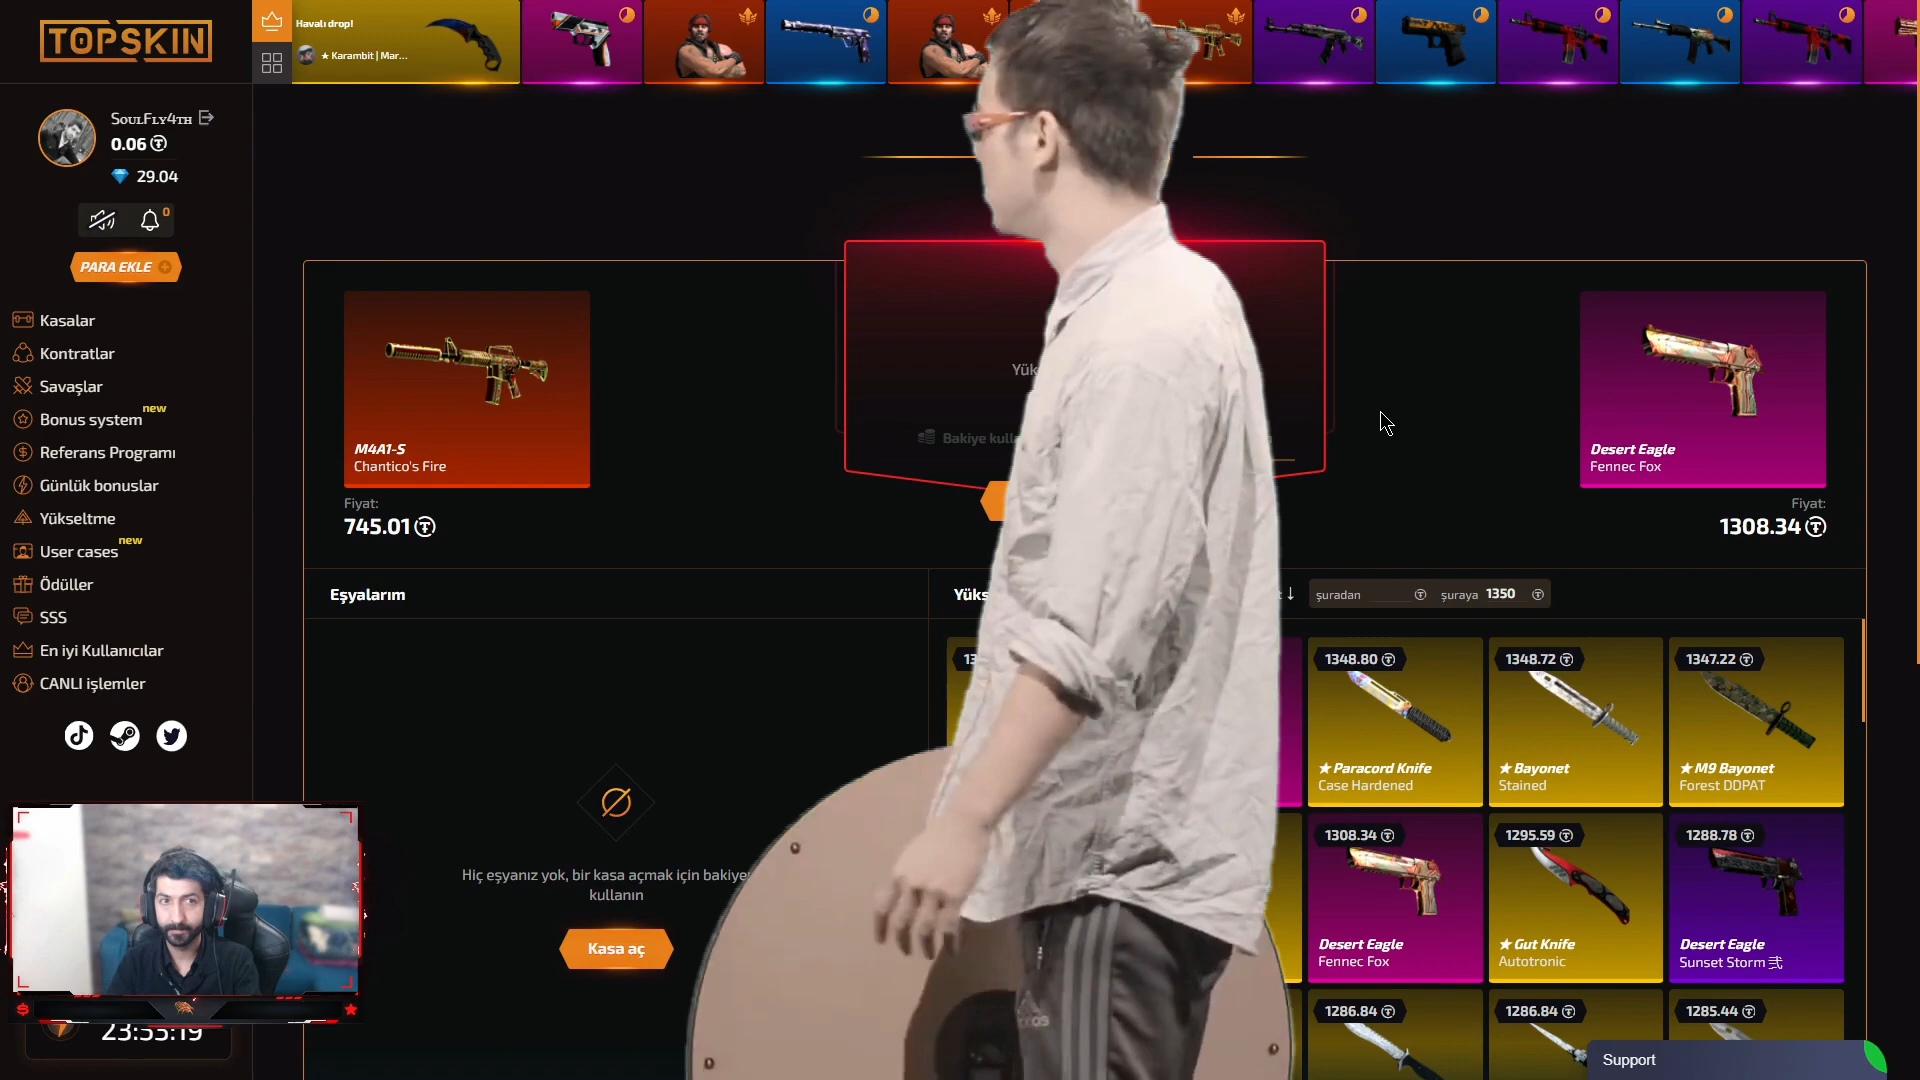 TOPSKIN
Havalı drop!
★ Karambit | Mar...
SoulFly4th
0.06
29.04
0
PARA EKLE
Kasalar
Kontratlar
Savaşlar
Bonus system new
Referans Programı
Günlük bonuslar
Yükseltme
User cases new
Ödüller
SSS
En iyi Kullanıcılar
CANLI işlemler
M4A1-S
Chantico's Fire
Fiyat:
745.01
Bakiye
Desert Eagle
Fennec Fox
Fiyat:
1308.34
Eşyalarım
şuradan
şuraya 1350
Hiç eşyanız yok, bir kasa açmak için
kullanın
Kasa aç
1348.80
★ Paracord Knife
Case Hardened
1348.72
★ Bayonet
Stained
1347.22
★ M9 Bayonet
Forest DDPAT
1308.34
Desert Eagle
Fennec Fox
1295.59
★ Gut Knife
Autotronic
1288.78
Desert Eagle
Sunset Storm 弐
1286.84
1286.84
1285.44
23:53:19
Support